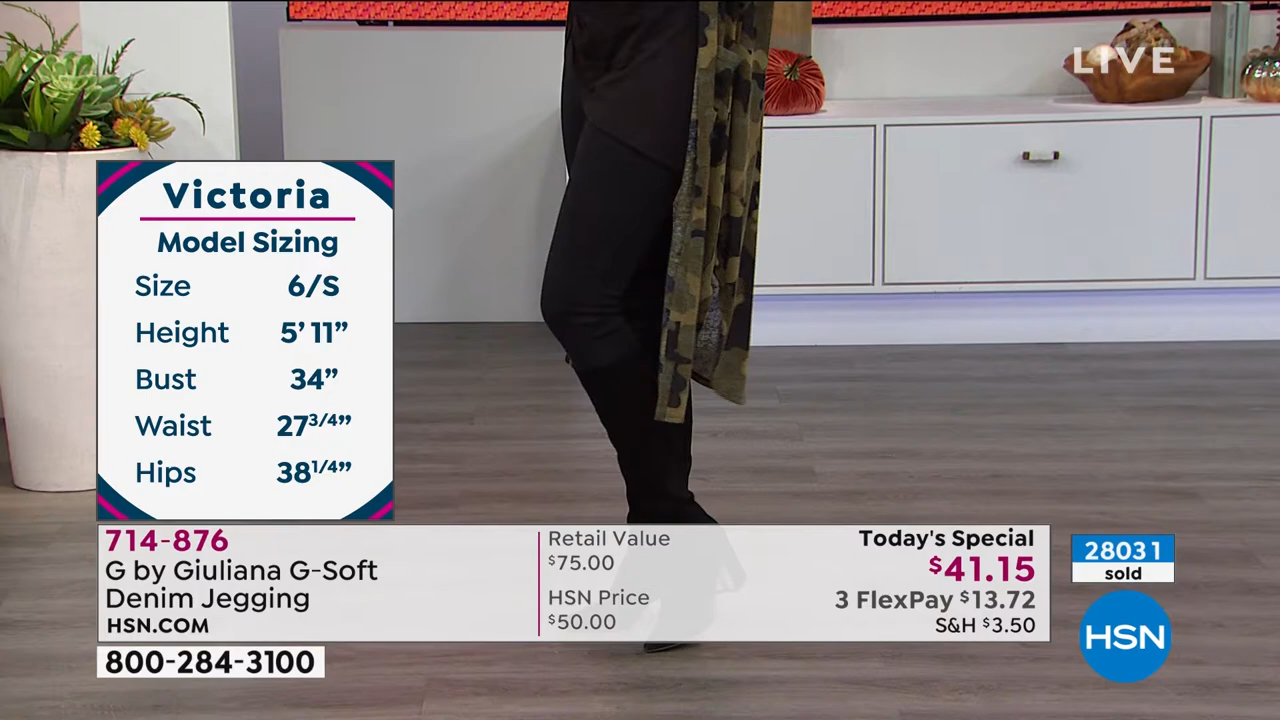 LIVE
Victoria
Model Sizing
Size 6/S
Height 5’ 11”
Bust 34”
Waist 27 3/4”
Hips 38 1/4”
714-876
G by Giuliana G-Soft
Denim Jegging
HSN.COM
Retail Value
$75.00
HSN Price
$50.00
Today's Special
$41.15
3 FlexPay $13.72
S&H $3.50
28031
sold
HSN
800-284-3100